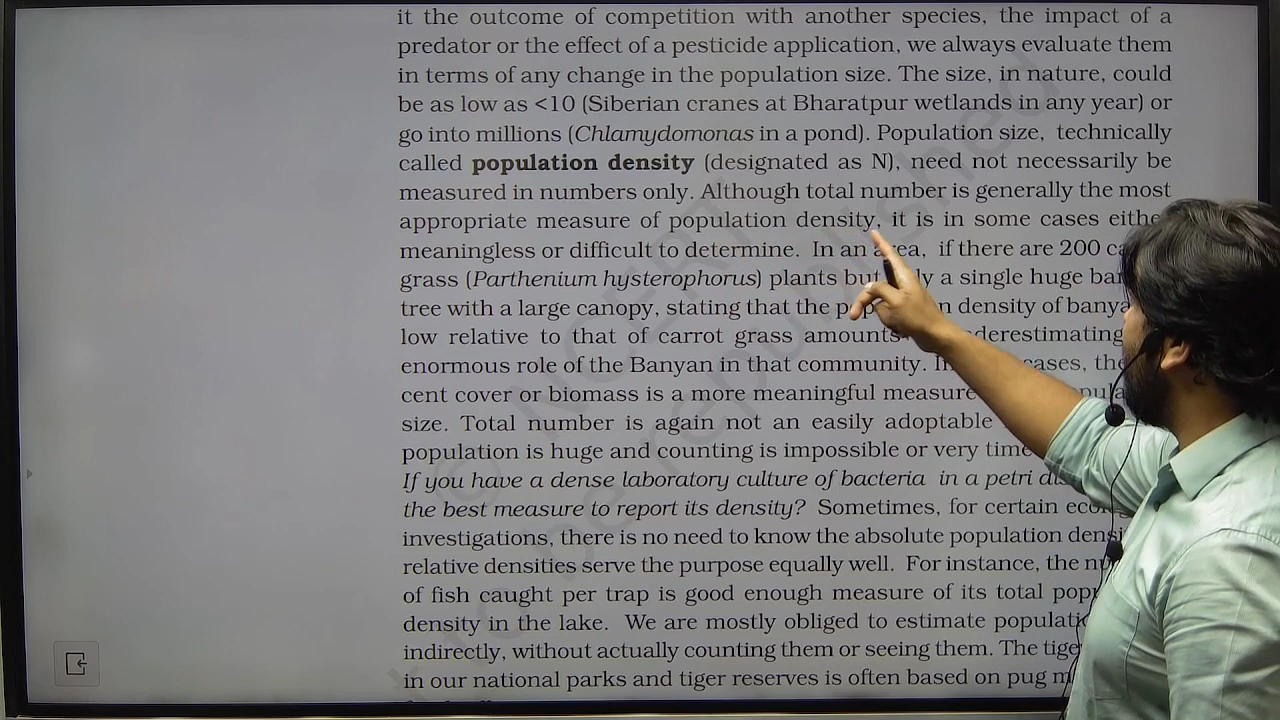 it the outcome of competition with another species, the impact of a
predator or the effect of a pesticide application, we always evaluate them
in terms of any change in the population size. The size, in nature, could
be as low as <10 (Siberian cranes at Bharatpur wetlands in any year) or
go into millions (Chlamydomonas in a pond). Population size, technically
called population density (designated as N), need not necessarily be
measured in numbers only. Although total number is generally the most
appropriate measure of population density, it is in some cases
meaningless or difficult to determine. In an area, if there are 200
grass (Parthenium hysterophorus) plants but a single huge
tree with a large canopy, stating that the density of
low relative to that of carrot grass amounts
enormous role of the Banyan in that community. cases,
cent cover or biomass is a more meaningful measure
size. Total number is again not an easily adoptable
population is huge and counting is impossible or very
If you have a dense laboratory culture of bacteria in a petri
the best measure to report its density? Sometimes, for certain
investigations, there is no need to know the absolute population
relative densities serve the purpose equally well. For instance, the
of fish caught per trap is good enough measure of its total
density in the lake. We are mostly obliged to estimate
indirectly, without actually counting them or seeing them. The
in our national parks and tiger reserves is often based on pug
© NCERT
be republished